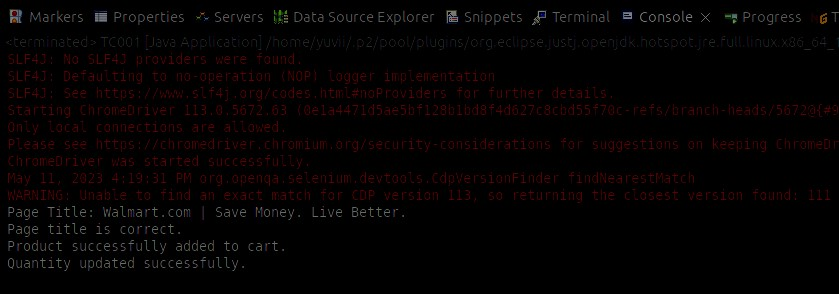 Markers Properties Servers Data Source Explorer Snippets Terminal Console Progress T
<terminated> TC001 [Java Application] /home/yuvii/.p2/pool/plugins/org.eclipse.justj.openjdk.hotspot.jre.full.linux.x86_64_1
SLF4J: No SLF4J providers were found.
SLF4J: Defaulting to no-operation (NOP) logger implementation
SLF4J: See https://www.slf4j.org/codes.html#noProviders for further details.
Starting ChromeDriver 113.0.5672.63 (0e1a4471d5ae5bf128b1bd8f4d627c8cbd55f70c-refs/branch-heads/5672@{#9
Only local connections are allowed.
Please see https://chromedriver.chromium.org/security-considerations for suggestions on keeping ChromeDr
ChromeDriver was started successfully.
May 11, 2023 4:19:31 PM org.openqa.selenium.devtools.CdpVersionFinder findNearestMatch
WARNING: Unable to find an exact match for CDP version 113, so returning the closest version found: 111
Page Title: Walmart.com | Save Money. Live Better.
Page title is correct.
Product successfully added to cart.
Quantity updated successfully.